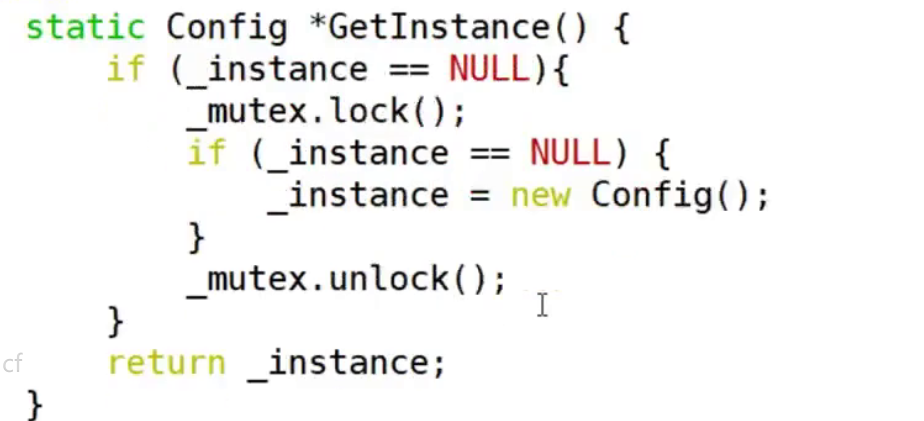 static Config *GetInstance() {
if (_instance == NULL){
_mutex.lock();
if (_instance == NULL) {
_instance = new Config();
}
_mutex.unlock();
}
cf
return _instance;
}